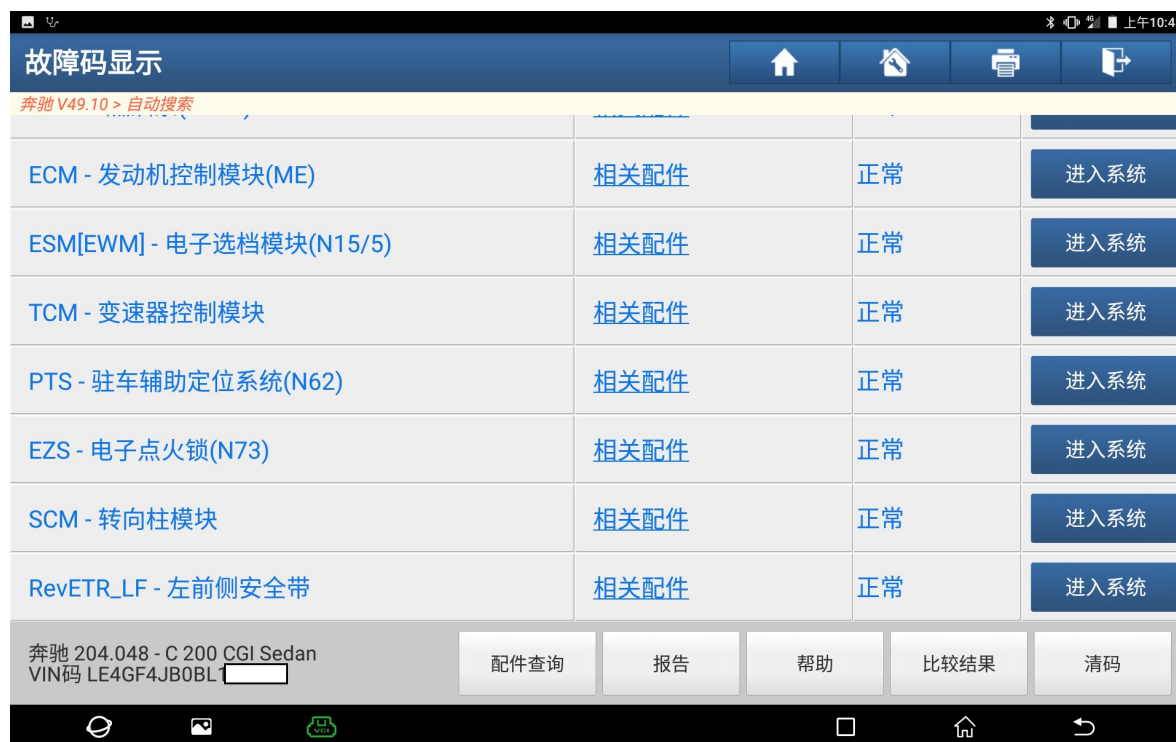 上午10:4
故障码显示
奔驰 V49.10 > 自动搜索
ECM - 发动机控制模块(ME) 相关配件 正常 进入系统
ESM[EWM] - 电子选档模块(N15/5) 相关配件 正常 进入系统
TCM - 变速器控制模块 相关配件 正常 进入系统
PTS - 驻车辅助定位系统(N62) 相关配件 正常 进入系统
EZS - 电子点火锁(N73) 相关配件 正常 进入系统
SCM - 转向柱模块 相关配件 正常 进入系统
RevETR_LF - 左前侧安全带 相关配件 正常 进入系统
奔驰 204.048 - C 200 CGI Sedan
VIN码 LE4GF4JB0BL1
配件查询 报告 帮助 比较结果 清码
VCI